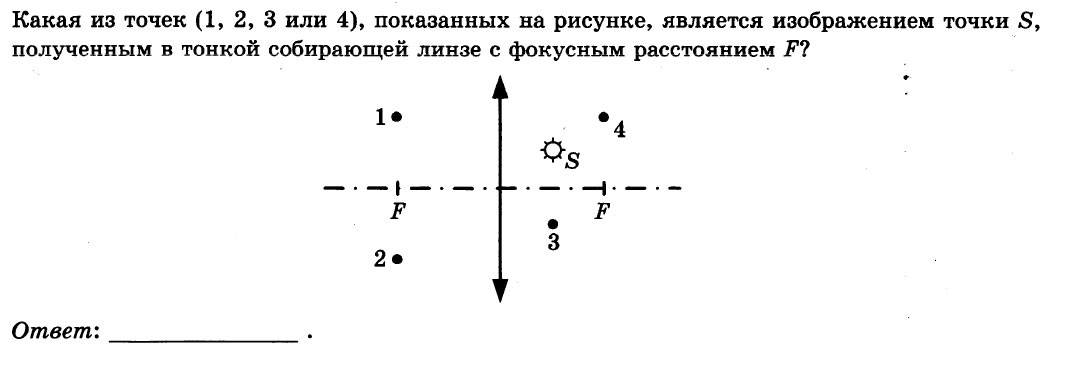 Какая из точек (1, 2, 3 или 4), показанных на рисунке, является изображением точки S,
полученным в тонкой собирающей линзе с фокусным расстоянием F?
1
4
S
F
F
3
2
Ответ: ______________ .